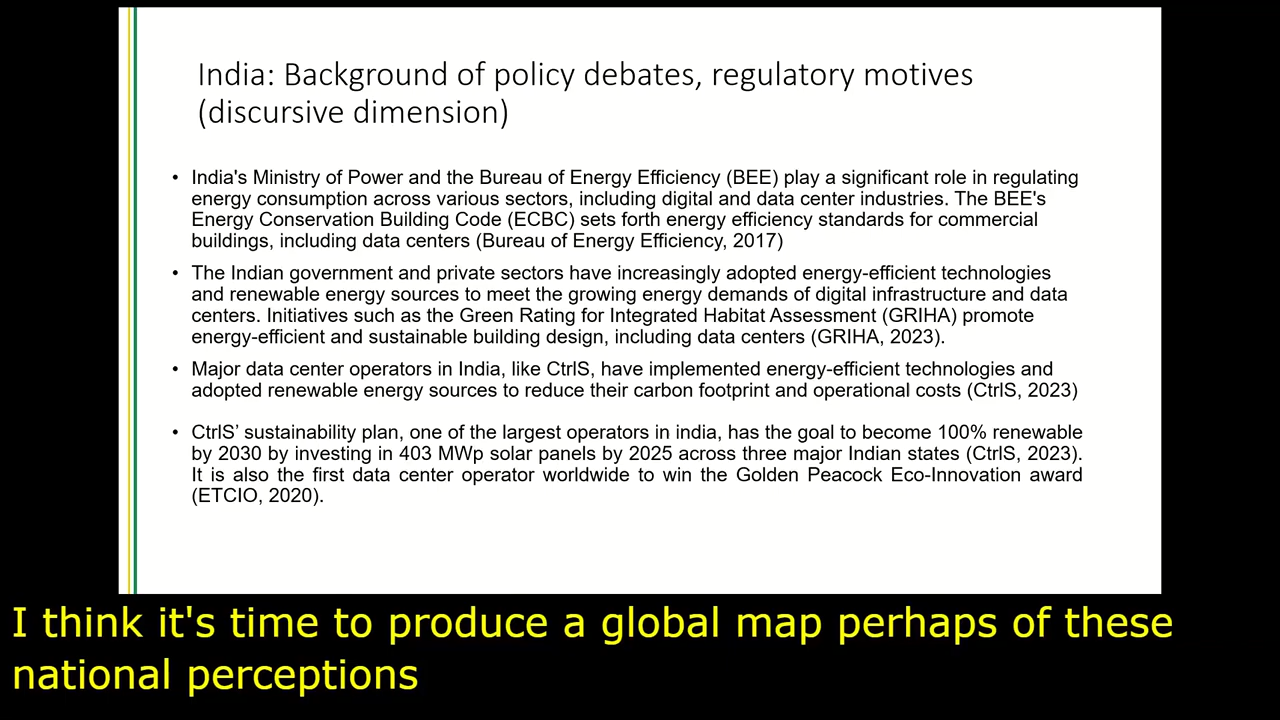 India: Background of policy debates, regulatory motives
(discursive dimension)
• India's Ministry of Power and the Bureau of Energy Efficiency (BEE) play a significant role in regulating
energy consumption across various sectors, including digital and data center industries. The BEE's
Energy Conservation Building Code (ECBC) sets forth energy efficiency standards for commercial
buildings, including data centers (Bureau of Energy Efficiency, 2017)
• The Indian government and private sectors have increasingly adopted energy-efficient technologies
and renewable energy sources to meet the growing energy demands of digital infrastructure and data
centers. Initiatives such as the Green Rating for Integrated Habitat Assessment (GRIHA) promote
energy-efficient and sustainable building design, including data centers (GRIHA, 2023).
• Major data center operators in India, like CtrlS, have implemented energy-efficient technologies and
adopted renewable energy sources to reduce their carbon footprint and operational costs (CtrlS, 2023)
• CtrlS' sustainability plan, one of the largest operators in india, has the goal to become 100% renewable
by 2030 by investing in 403 MWp solar panels by 2025 across three major Indian states (CtrlS, 2023).
It is also the first data center operator worldwide to win the Golden Peacock Eco-Innovation award
(ETCIO, 2020).
I think it's time to produce a global map perhaps of these
national perceptions